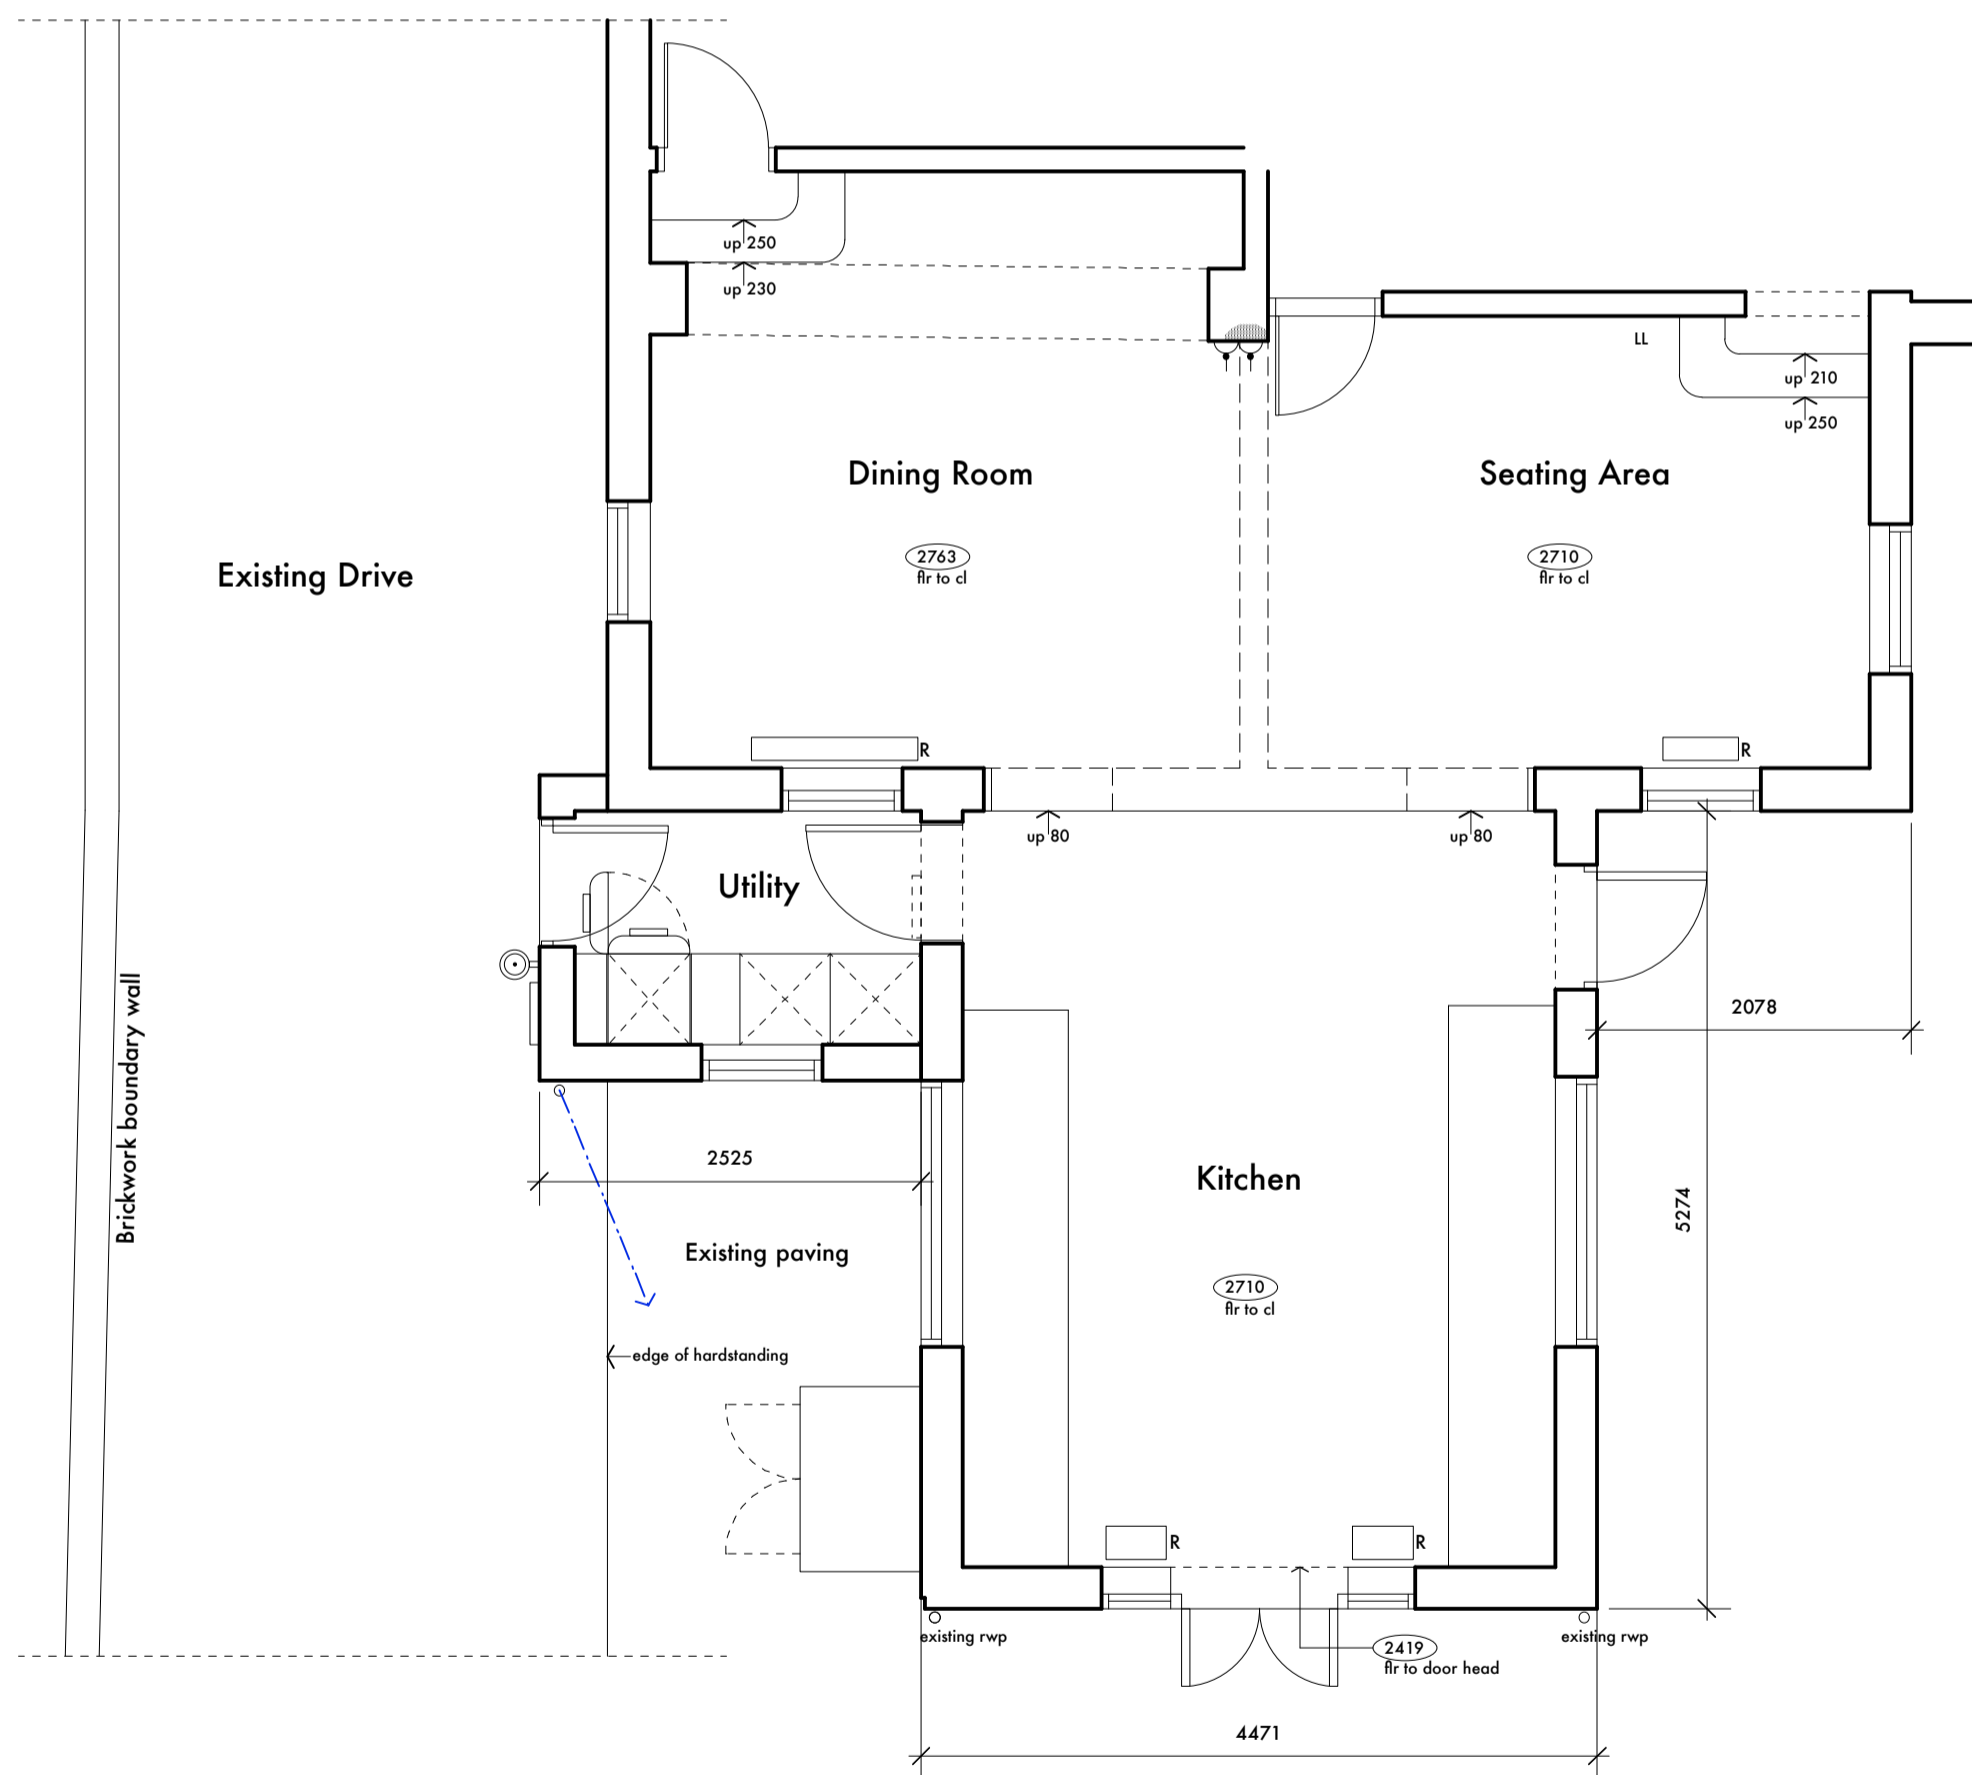 up 250
up 230
LL
up 210
up 250
Dining Room
Seating Area
2763
flr to cl
2710
flr to cl
Existing Drive
R
R
up 80
up 80
Utility
2078
Brickwork boundary wall
2525
Kitchen
5274
Existing paving
2710
flr to cl
edge of hardstanding
R
R
existing rwp
existing rwp
2419
flr to door head
4471